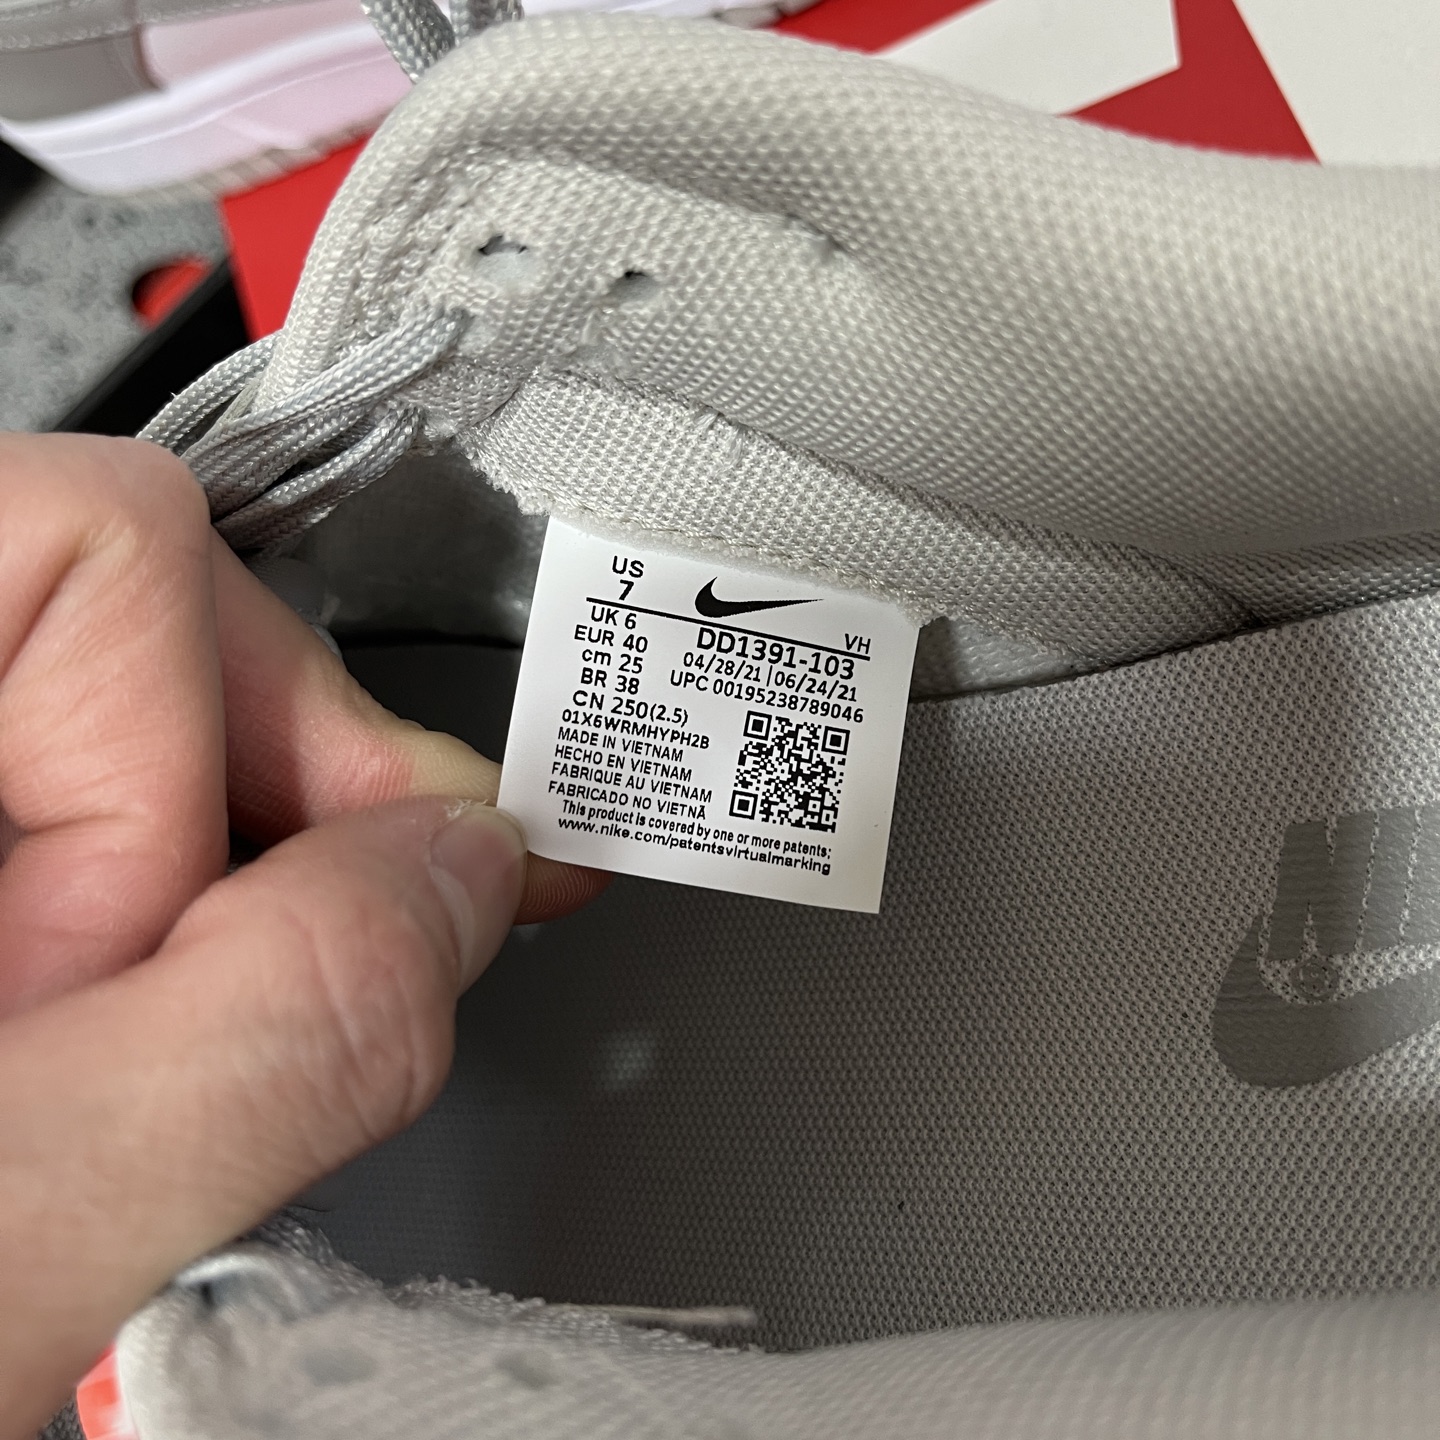 US
7
VH
UK 6
EUR 40
cm 25
BR 38
CN 250(2.5)
DD1391-103
04/28/21|06/24/21
UPC 00195238789046
01X6WRMHYPH2B
MADE IN VIETNAM
HECHO EN VIETNAM
FABRIQUE AU VIETNAM
FABRICADO NO VIETNÃ
This product is covered by one or more patents;
www.nike.com/patentsvirtualmarking
NIKE